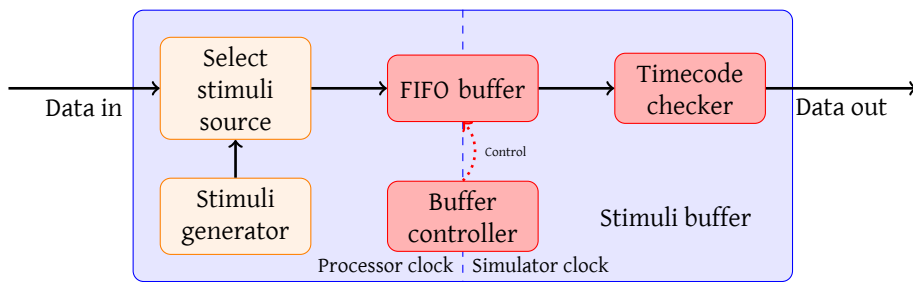 Data in
Select
stimuli
source
FIFO buffer
Timecode
checker
Data out
Control
Stimuli
generator
Buffer
controller
Stimuli buffer
Processor clock
Simulator clock